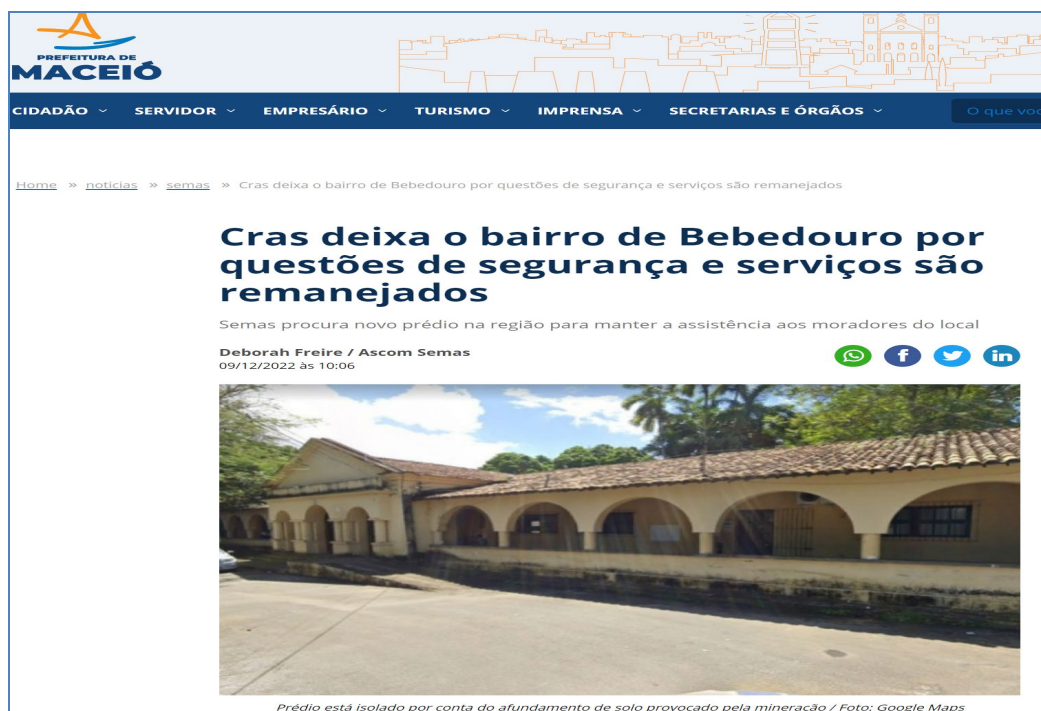 PREFEITURA DE
MACEIÓ
CIDADÃO SERVIDOR EMPRESÁRIO TURISMO IMPRENSA SECRETARIAS E ÓRGÃOS O que você
Home » noticias » semas » Cras deixa o bairro de Bebedouro por questões de segurança e serviços são remanejados
Cras deixa o bairro de Bebedouro por
questões de segurança e serviços são
remanejados
Semas procura novo prédio na região para manter a assistência aos moradores do local
Deborah Freire / Ascom Semas
09/12/2022 às 10:06
Prédio está isolado por conta do afundamento de solo provocado pela mineração / Foto: Google Maps